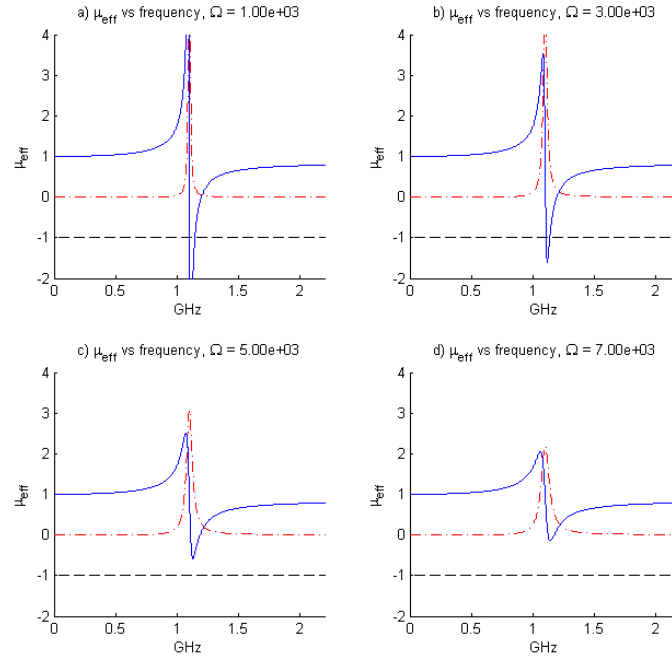 a) μeff vs frequency, Ω = 1.00e+03
4
3
2
1
0
-1
-2
μeff
0 0.5 1 1.5 2
GHz
b) μeff vs frequency, Ω = 3.00e+03
4
3
2
1
0
-1
-2
μeff
0 0.5 1 1.5 2
GHz
c) μeff vs frequency, Ω = 5.00e+03
4
3
2
1
0
-1
-2
μeff
0 0.5 1 1.5 2
GHz
d) μeff vs frequency, Ω = 7.00e+03
4
3
2
1
0
-1
-2
μeff
0 0.5 1 1.5 2
GHz